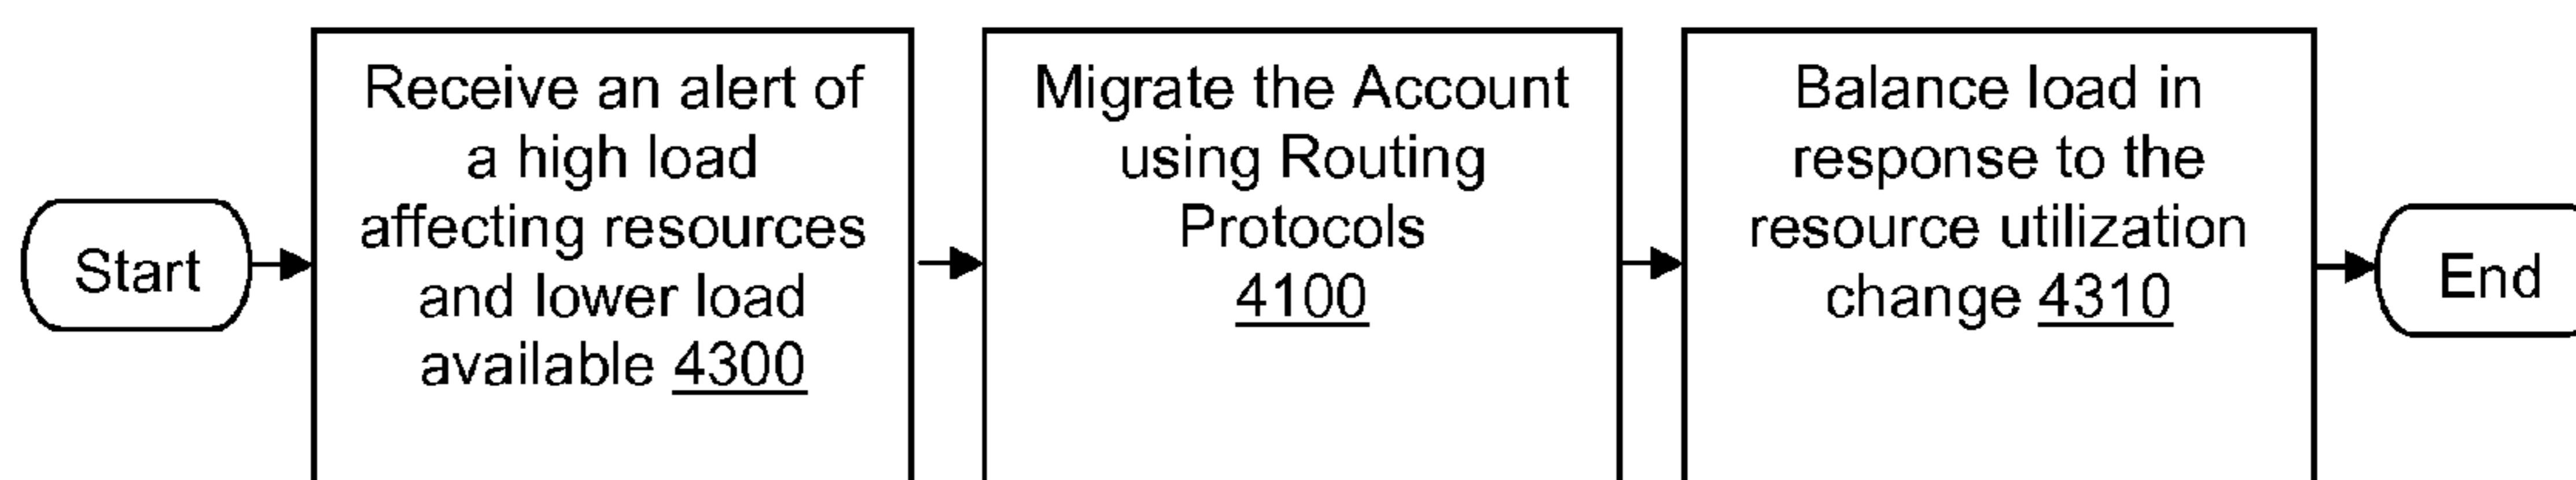 Start
Receive an alert of
a high load
affecting resources
and lower load
available 4300
Migrate the Account
using Routing
Protocols
4100
Balance load in
response to the
resource utilization
change 4310
End